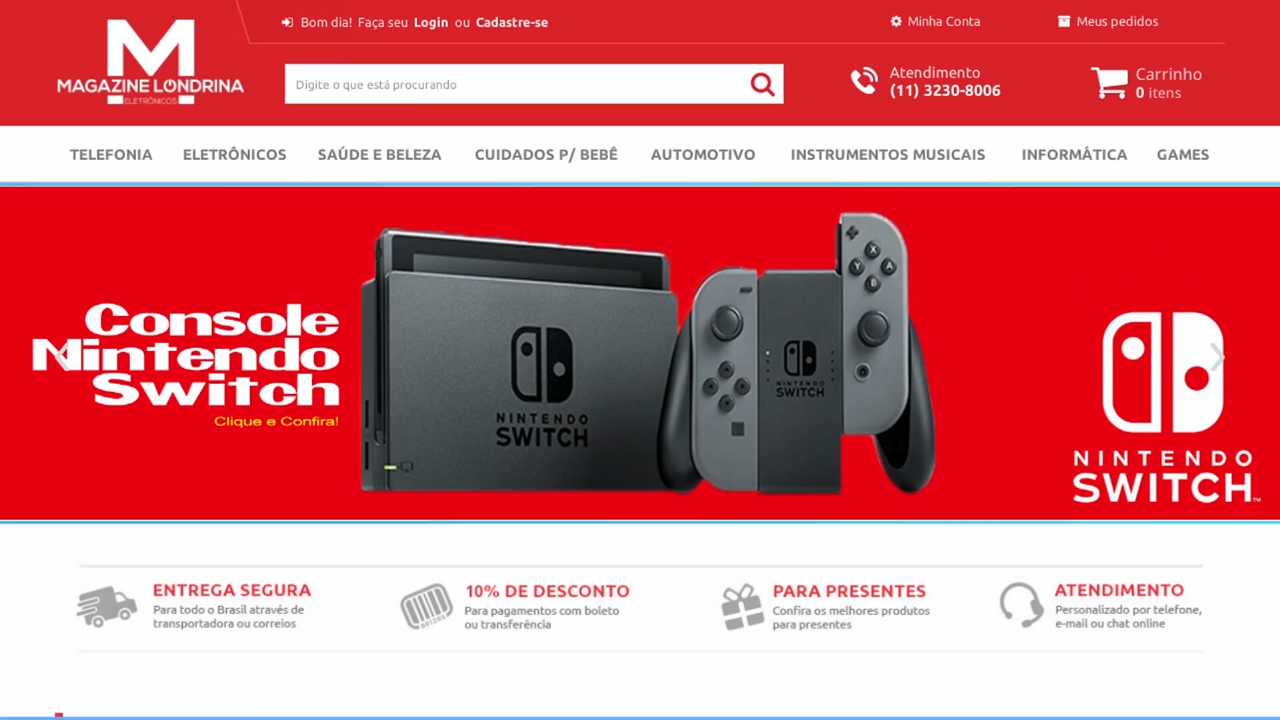 Bom dia! Faça seu Login ou Cadastre-se
Minha Conta
Meus pedidos
M
MAGAZINE LONDRINA
ELETRÔNICOS
Digite o que está procurando
Atendimento
(11) 3230-8006
Carrinho
0 itens
TELEFONIA
ELETRÔNICOS
SAÚDE E BELEZA
CUIDADOS P/ BEBÊ
AUTOMOTIVO
INSTRUMENTOS MUSICAIS
INFORMÁTICA
GAMES
Console
Nintendo
Switch
Clique e Confira!
NINTENDO
SWITCH
X
Y
A
B
NINTENDO
SWITCH
NINTENDO
SWITCH™
ENTREGA SEGURA
Para todo o Brasil através de
transportadora ou correios
10% DE DESCONTO
Para pagamentos com boleto
ou transferência
PARA PRESENTES
Confira os melhores produtos
para presentes
ATENDIMENTO
Personalizado por telefone,
e-mail ou chat online